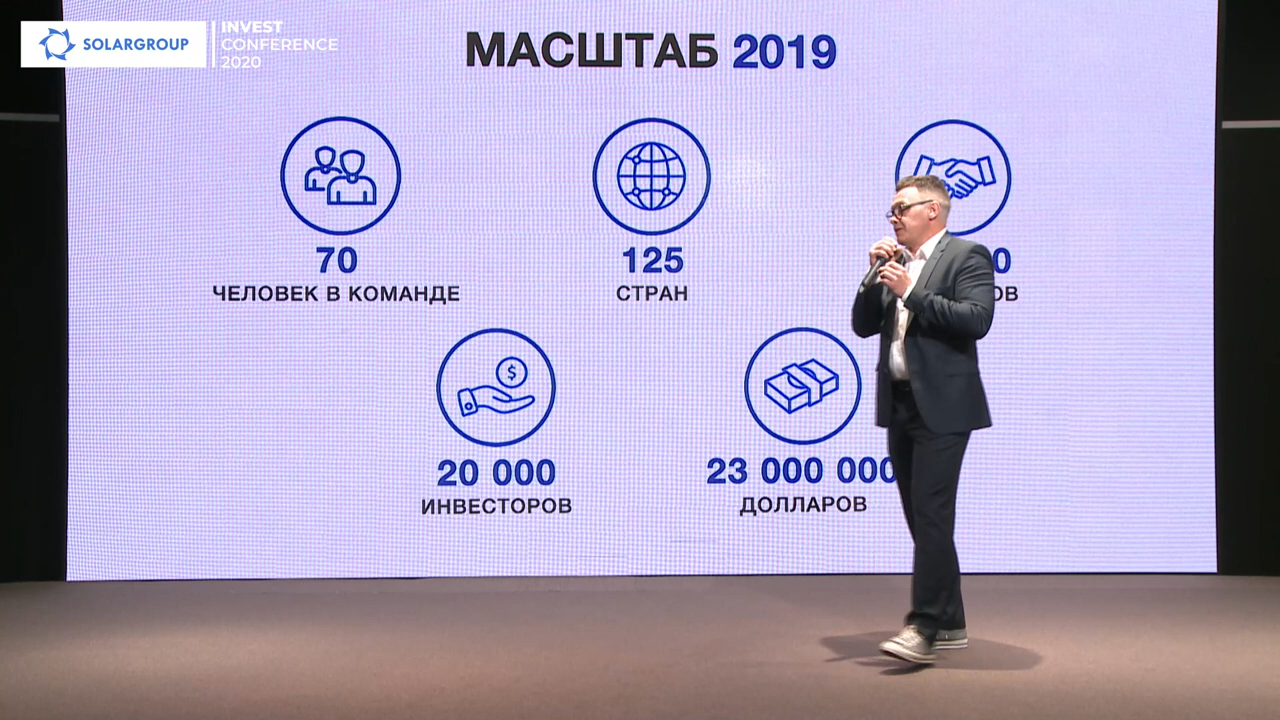 SOLARGROUP
INVEST
CONFERENCE
2020
МАСШТАБ 2019
70
ЧЕЛОВЕК В КОМАНДЕ
125
СТРАН
20 000
ИНВЕСТОРОВ
23 000 000
ДОЛЛАРОВ